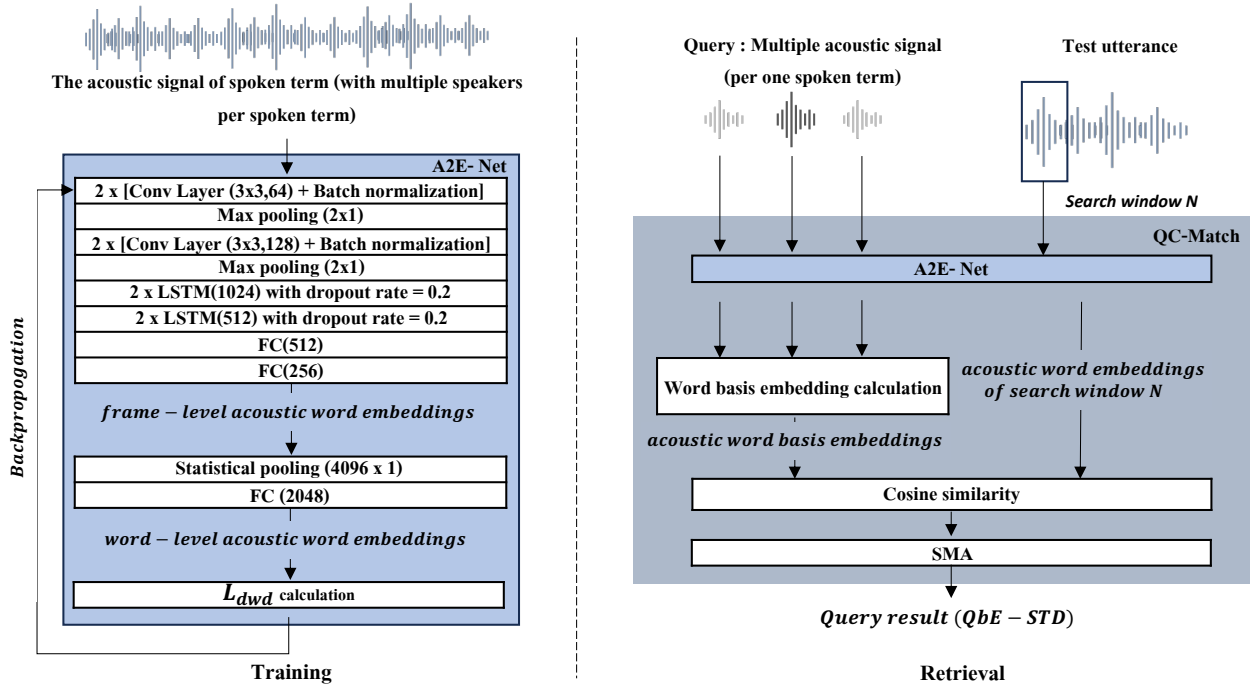 The acoustic signal of spoken term (with multiple speakers
per spoken term)
A2E- Net
2 x [Conv Layer (3x3,64) + Batch normalization]
Max pooling (2x1)
2 x [Conv Layer (3x3,128) + Batch normalization]
Max pooling (2x1)
2 x LSTM(1024) with dropout rate = 0.2
2 x LSTM(512) with dropout rate = 0.2
FC(512)
FC(256)
frame – level acoustic word embeddings
Statistical pooling (4096 x 1)
FC (2048)
word – level acoustic word embeddings
L_dwd calculation
Backpropogation
Training
Query : Multiple acoustic signal
(per one spoken term)
Test utterance
Search window N
QC-Match
A2E- Net
Word basis embedding calculation
acoustic word embeddings
of search window N
acoustic word basis embeddings
Cosine similarity
SMA
Query result (QbE – STD)
Retrieval